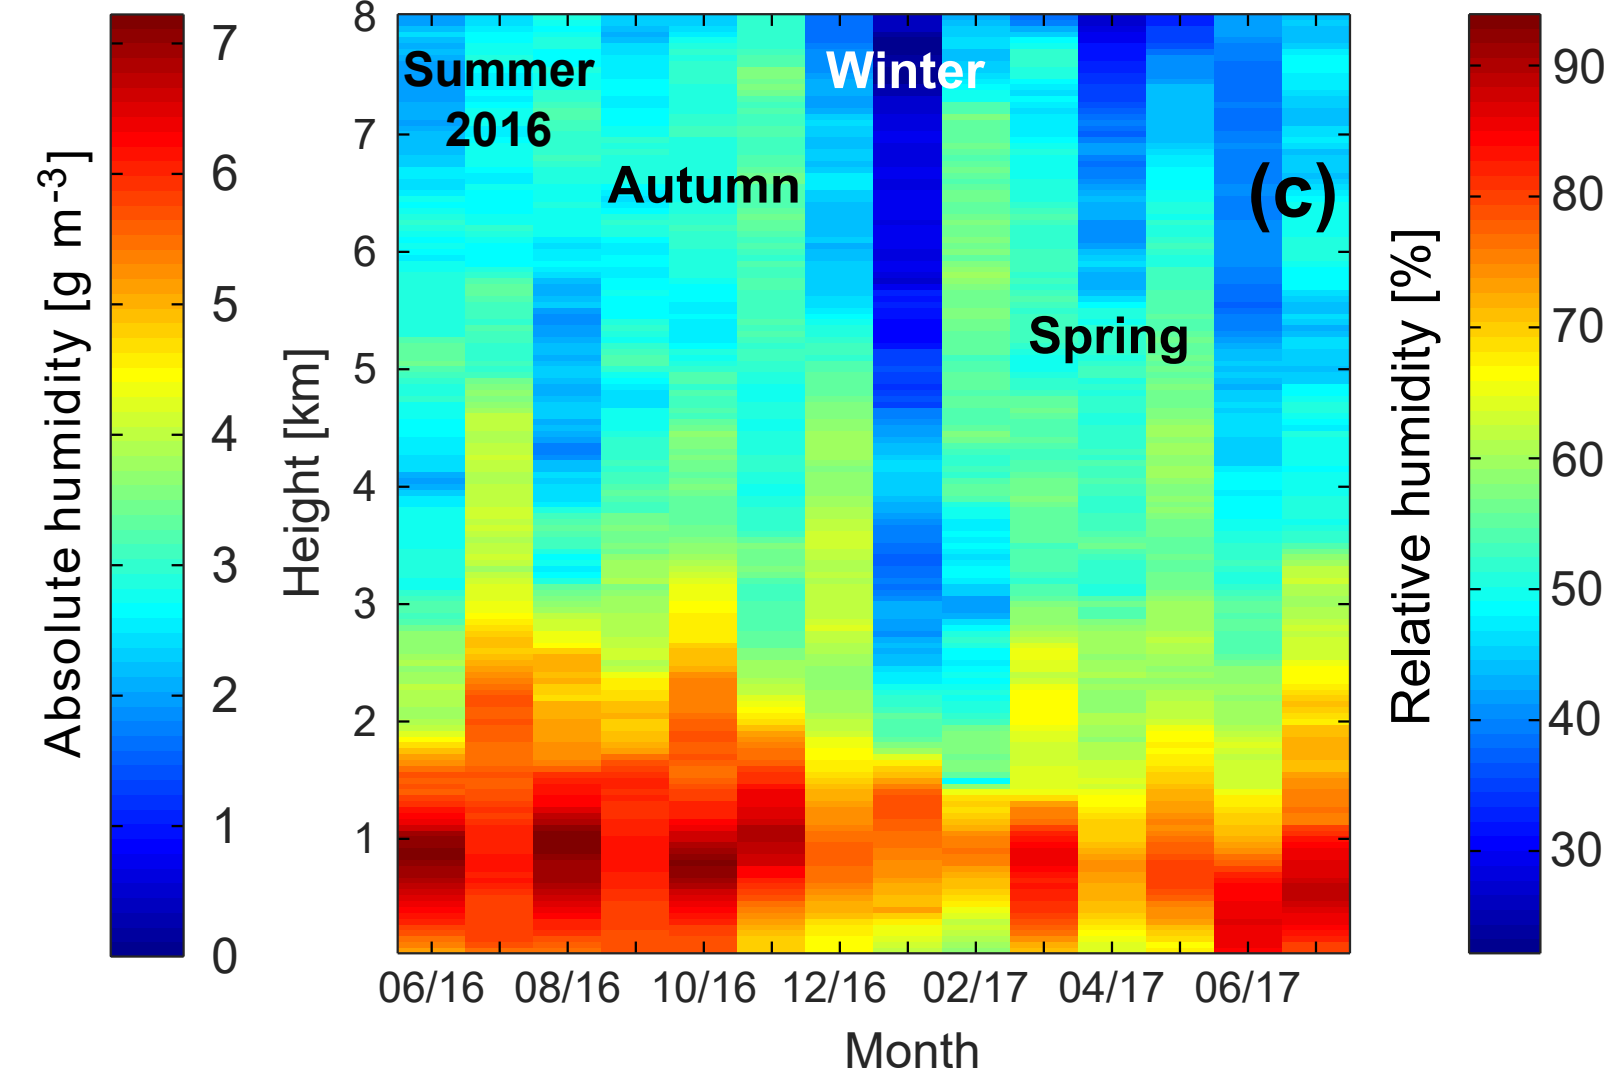 Absolute humidity [g m-3]
7
6
5
4
3
2
1
0
Height [km]
8
7
6
5
4
3
2
1
Summer
2016
Autumn
Winter
Spring
(c)
06/16 08/16 10/16 12/16 02/17 04/17 06/17
Month
Relative humidity [%]
90
80
70
60
50
40
30